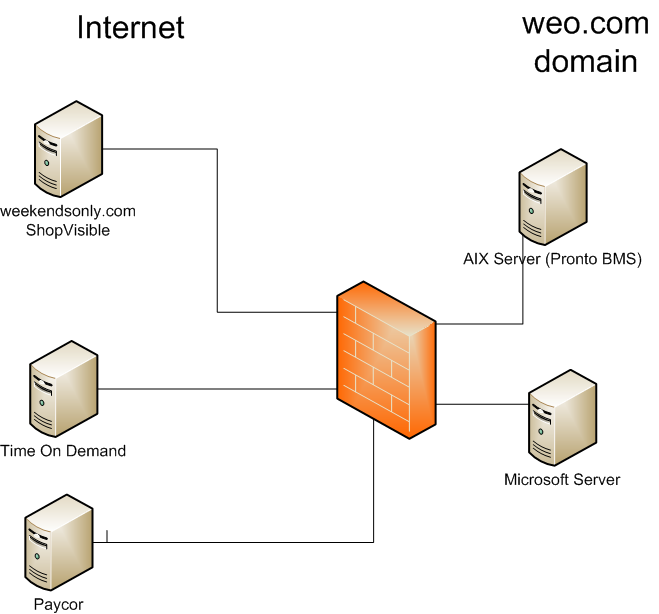 Internet
weo.com
domain
weekendsonly.com
ShopVisible
AIX Server (Pronto BMS)
Time On Demand
Microsoft Server
Paycor